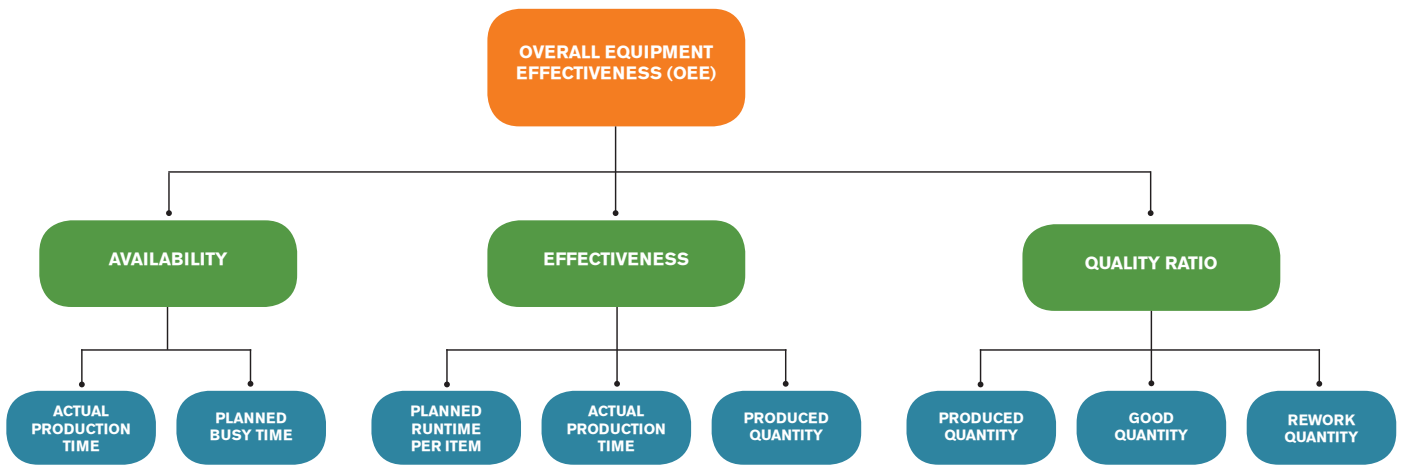 OVERALL EQUIPMENT
EFFECTIVENESS (OEE)
AVAILABILITY
EFFECTIVENESS
QUALITY RATIO
ACTUAL
PRODUCTION
TIME
PLANNED
BUSY TIME
PLANNED
RUNTIME
PER ITEM
ACTUAL
PRODUCTION
TIME
PRODUCED
QUANTITY
PRODUCED
QUANTITY
GOOD
QUANTITY
REWORK
QUANTITY